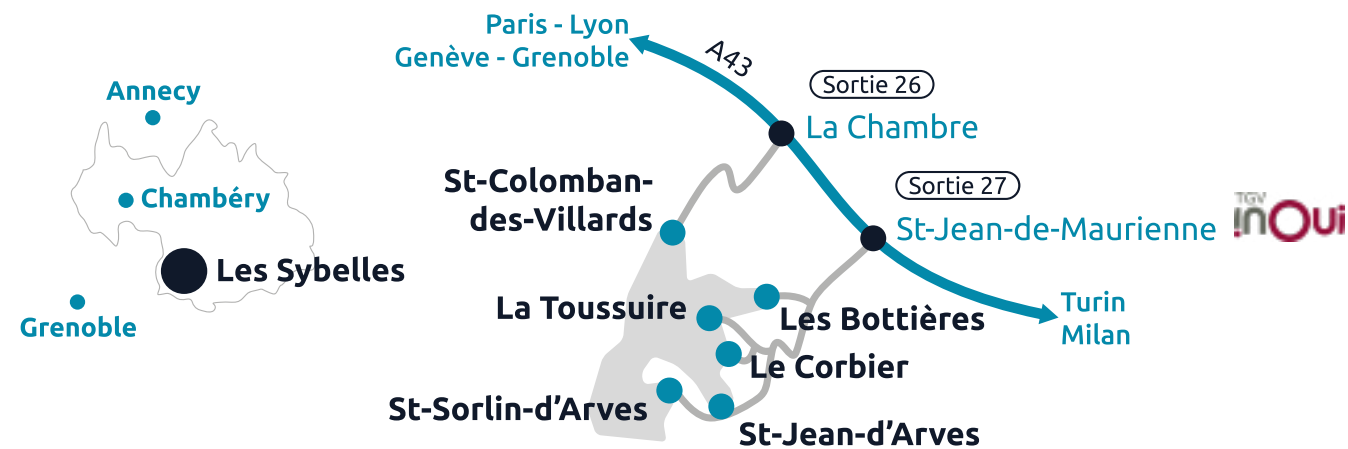 Annecy
Chambéry
Les Sybelles
Grenoble
Paris - Lyon
Genève - Grenoble
A43
Sortie 26
La Chambre
Sortie 27
St-Jean-de-Maurienne
TGV
inOui
Turin
Milan
St-Colomban-
des-Villards
La Toussuire
Les Bottières
Le Corbier
St-Sorlin-d’Arves
St-Jean-d’Arves